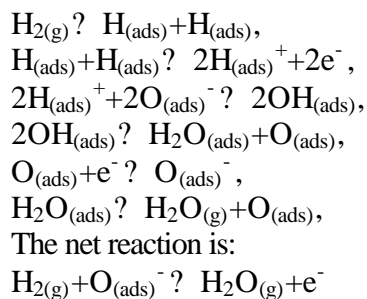 H₂₍g₎? H₍ads₎+H₍ads₎,
H₍ads₎+H₍ads₎? 2H₍ads₎⁺+2e⁻,
2H₍ads₎⁺+2O₍ads₎⁻? 2OH₍ads₎,
2OH₍ads₎? H₂O₍ads₎+O₍ads₎,
O₍ads₎+e⁻? O₍ads₎⁻,
H₂O₍ads₎? H₂O₍g₎+O₍ads₎,
The net reaction is:
H₂₍g₎+O₍ads₎⁻? H₂O₍g₎+e⁻